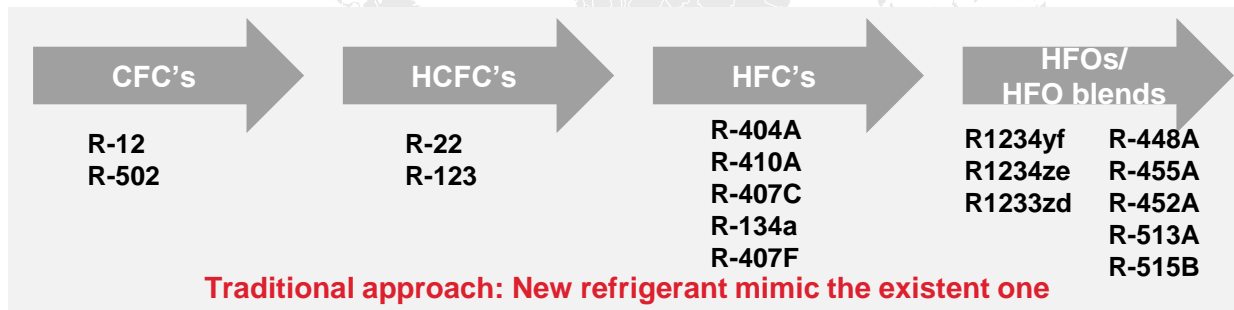 CFC's
R-12
R-502
HCFC's
R-22
R-123
HFC's
R-404A
R-410A
R-407C
R-134a
R-407F
HFOs/
HFO blends
R1234yf
R1234ze
R1233zd
R-448A
R-455A
R-452A
R-513A
R-515B
Traditional approach: New refrigerant mimic the existent one